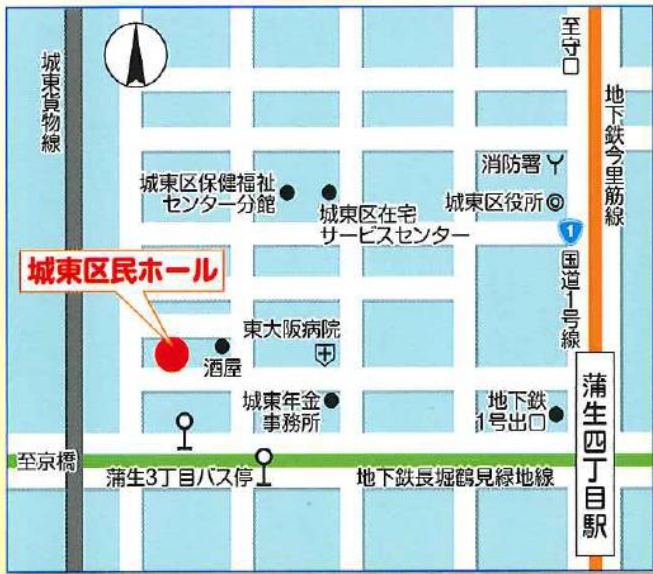 至守口
城東貨物線
地下鉄今里筋線
消防署
城東区保健福祉
センター分館
城東区在宅
サービスセンター
城東区役所
1
国道1号線
城東区民ホール
東大阪病院
酒屋
城東年金
事務所
地下鉄
1号出口
蒲生四丁目駅
至京橋
蒲生3丁目バス停
地下鉄長堀鶴見緑地線